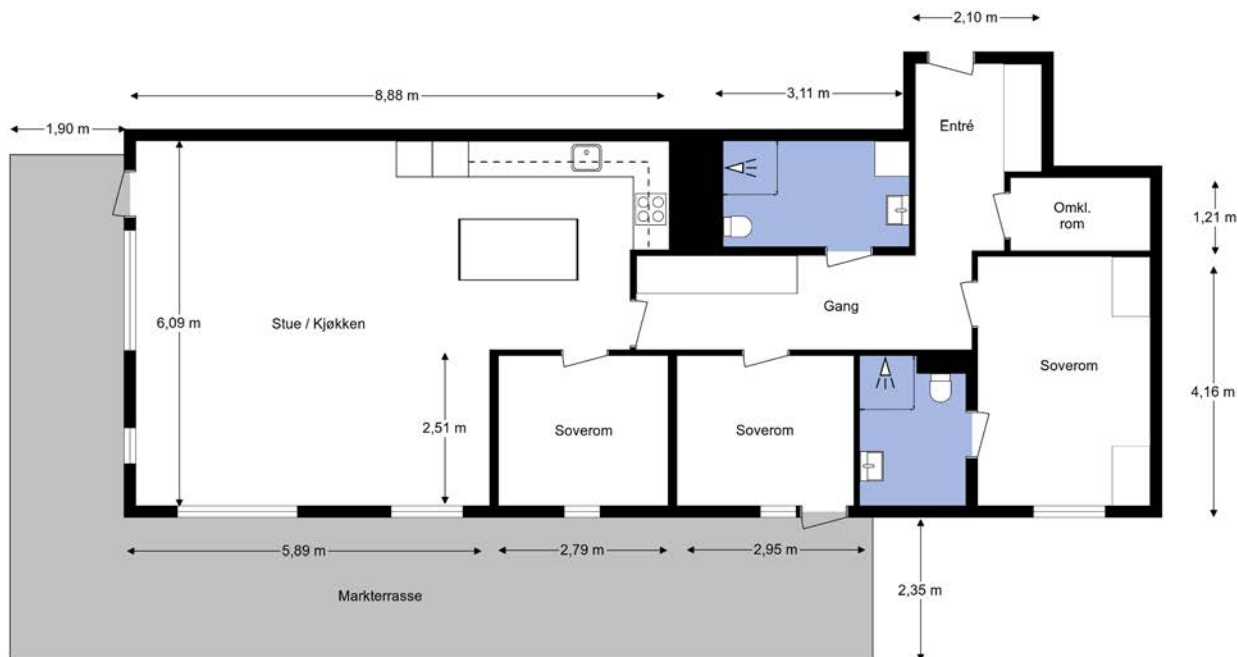 2,10 m
8,88 m
3,11 m
1,90 m
Entré
Omkl.
rom
1,21 m
Gang
6,09 m
Stue / Kjøkken
Soverom
4,16 m
2,51 m
Soverom
Soverom
5,89 m
2,79 m
2,95 m
2,35 m
Markterrasse